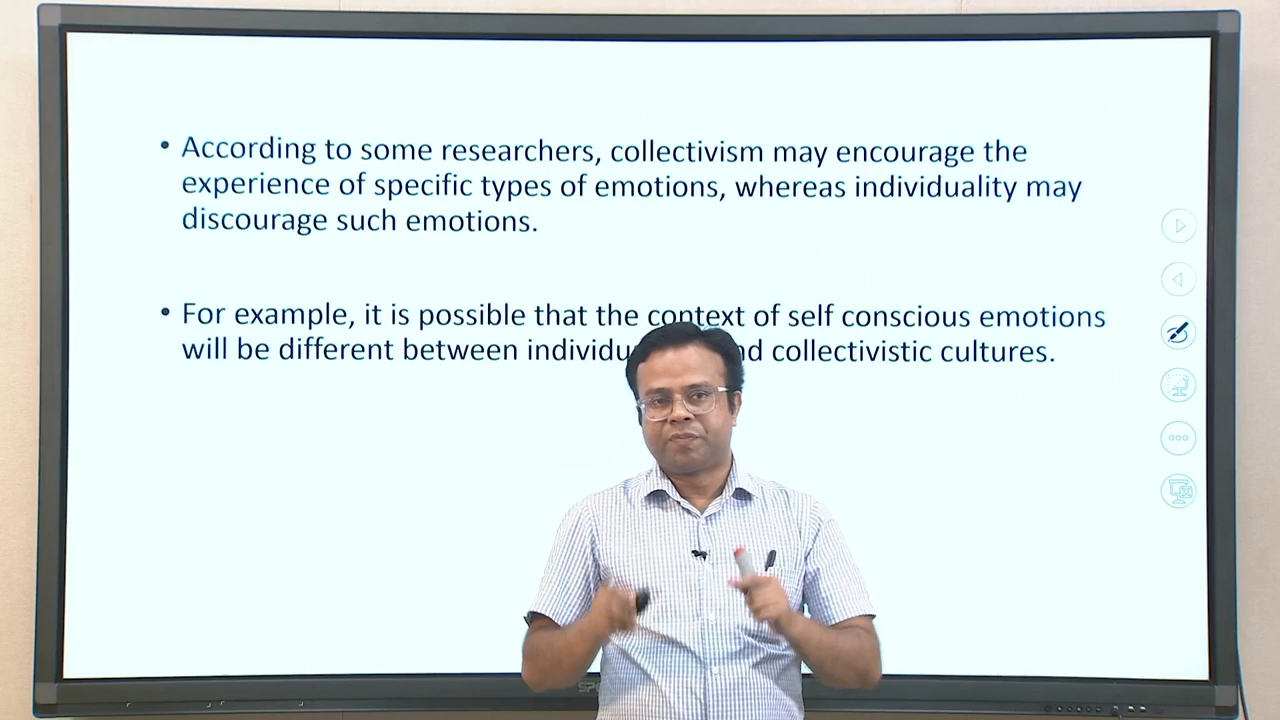 • According to some researchers, collectivism may encourage the
experience of specific types of emotions, whereas individuality may
discourage such emotions.
• For example, it is possible that the context of self conscious emotions
will be different between collectivistic cultures.